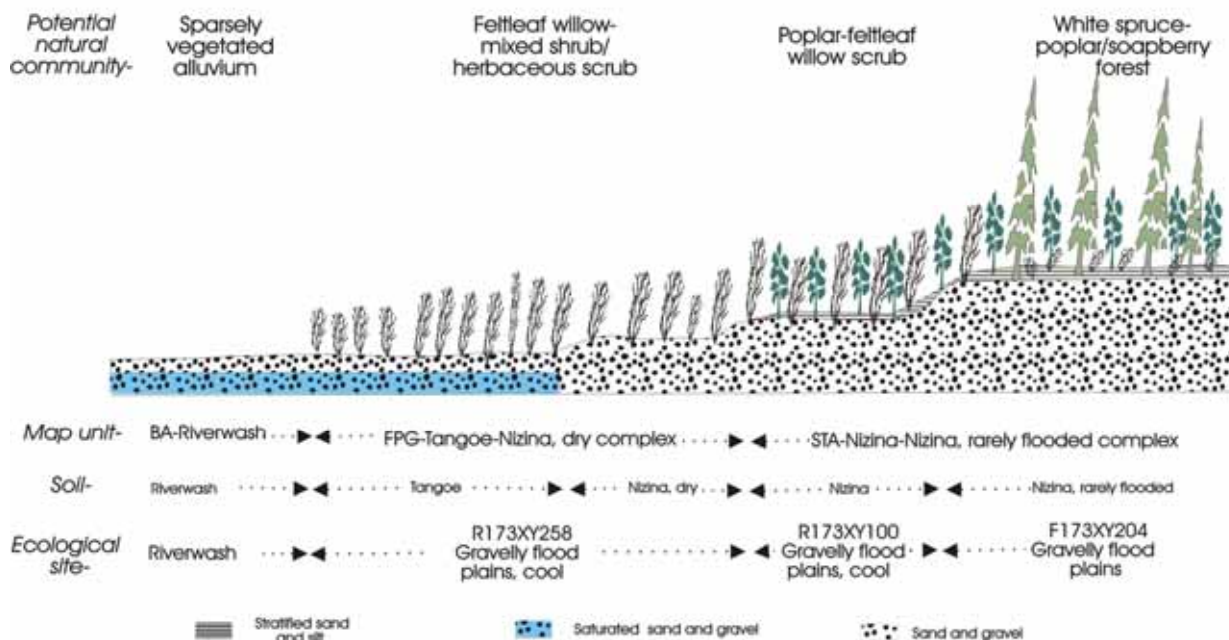 Potential
natural
community-
Sparsely
vegetated
alluvium
Feltleaf willow-
mixed shrub/
herbaceous scrub
Poplar-feltleaf
willow scrub
White spruce-
poplar/soapberry
forest
Map unit-
BA-Riverwash
FPG-Tangoe-Nizina, dry complex
STA-Nizina-Nizina, rarely flooded complex
Soil-
Riverwash
Tangoe
Nizina, dry
Nizina
Nizina, rarely flooded
Ecological
site-
Riverwash
R173XY258
Gravelly flood
plains, cool
R173XY100
Gravelly flood
plains, cool
F173XY204
Gravelly flood
plains
Stratified sand
and silt
Saturated sand and gravel
Sand and gravel